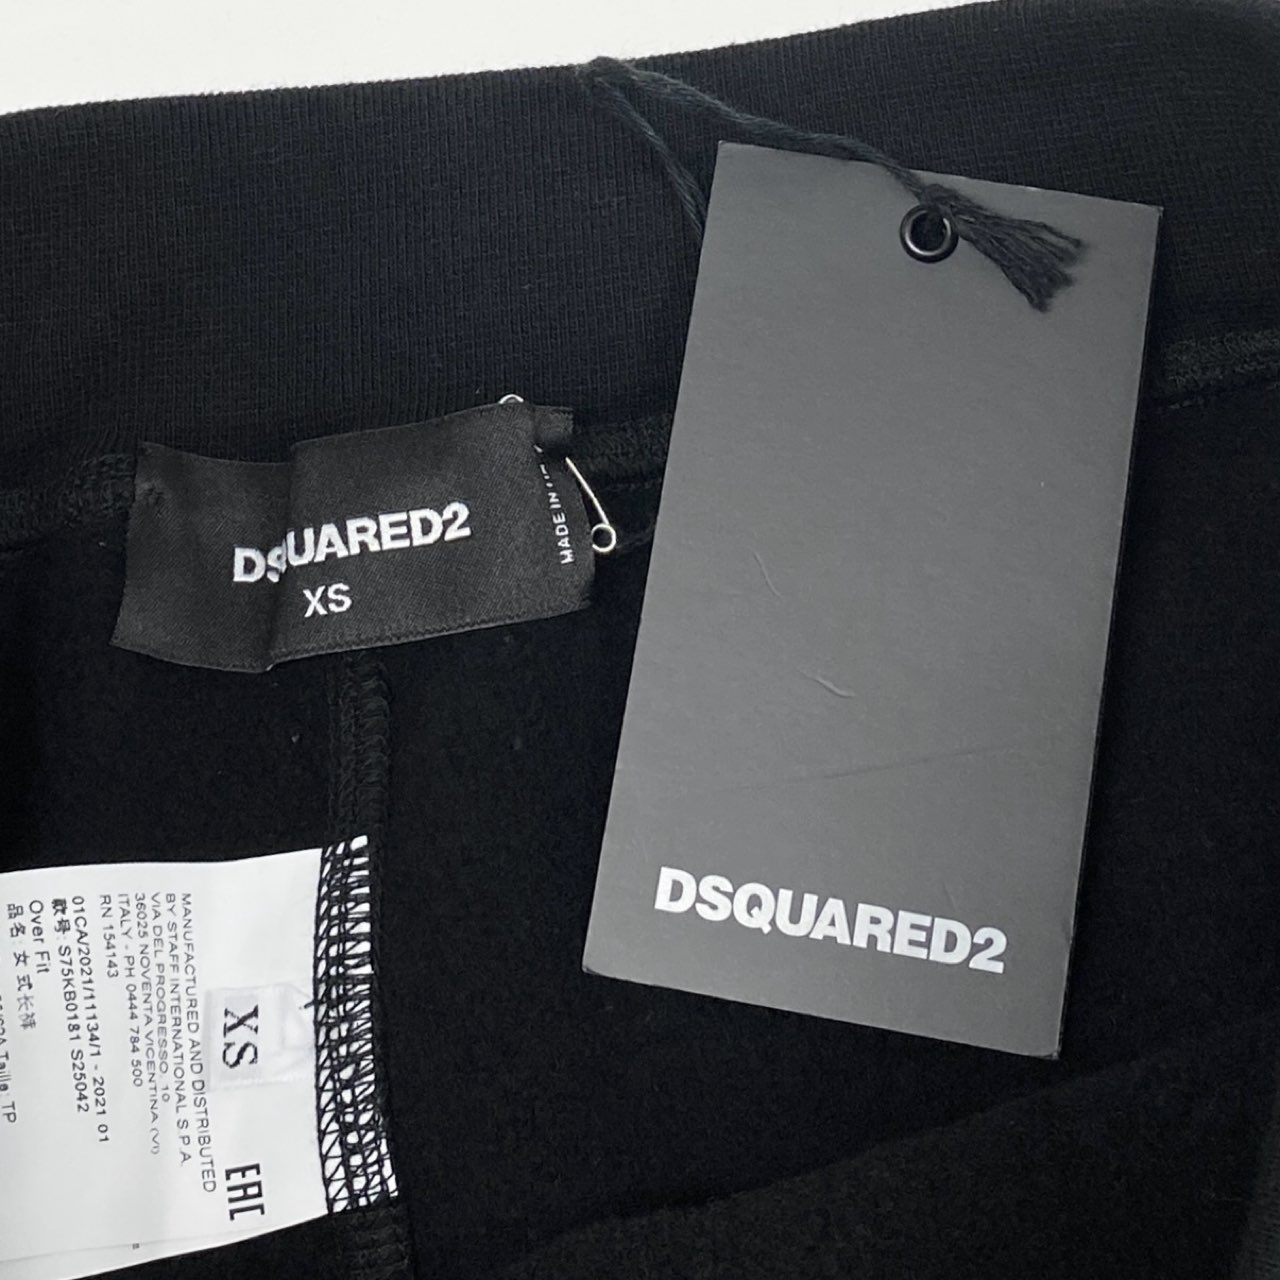 DSQUARED2
XS
MADE IN
DSQUARED2
XS
MANUFACTURED AND DISTRIBUTED
BY STAFF INTERNATIONAL S.P.A.
VIA DEL PROGRESSO, 10
36025 NOVENTA VICENTINA (VI)
ITALY - PH 0444 784 500
RN 154143
EAC
01CA/2021/11134/1 - 2021 01
款号: S75KB0181 S25042
Over Fit
品名: 女式长裤
Taille: TP